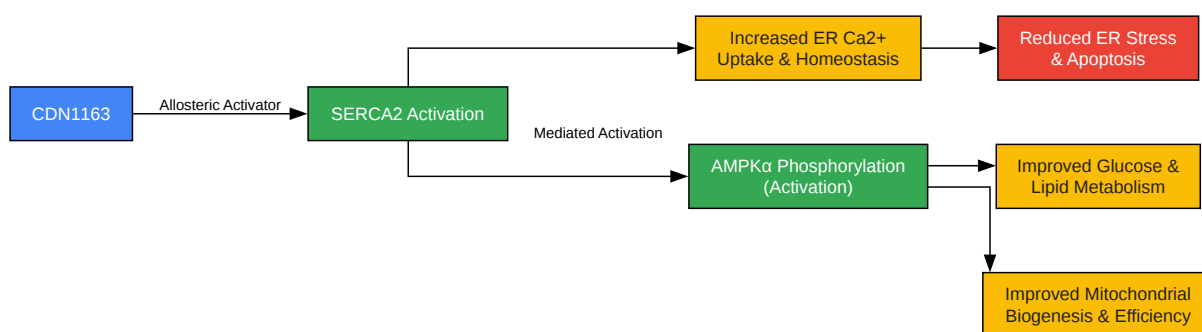 Increased ER Ca2+
Uptake & Homeostasis
Reduced ER Stress
& Apoptosis
CDN1163
Allosteric Activator
SERCA2 Activation
Mediated Activation
AMPKα Phosphorylation
(Activation)
Improved Glucose &
Lipid Metabolism
Improved Mitochondrial
Biogenesis & Efficiency